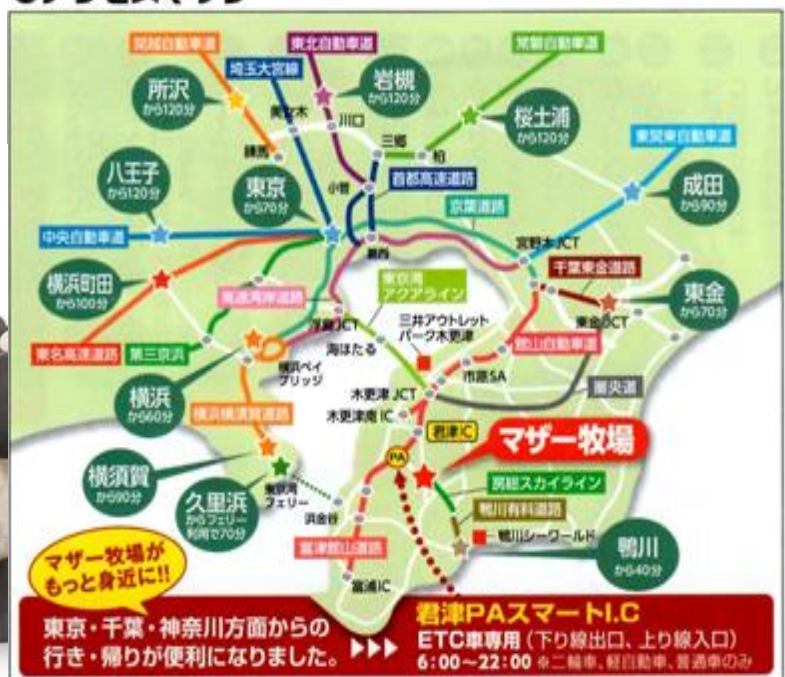 関越自動車道
東北自動車道
常磐自動車道
埼玉大宮線
所沢
から120分
岩槻
から120分
桜土浦
から120分
美女木
川口
三郷
柏
練馬
東関東自動車道
八王子
から120分
東京
から70分
小菅
首都高速道路
成田
から90分
京葉道路
中央自動車道
葛西
宮野木JCT
千葉東金道路
横浜町田
から100分
高速湾岸道路
東京湾
アクアライン
東金
から70分
東金JCT
浮島JCT
三井アウトレット
パーク木更津
東名高速道路
第三京浜
海ほたる
館山自動車道
横浜ベイ
ブリッジ
市原SA
横浜
から60分
木更津JCT
圏央道
横浜横須賀道路
木更津南IC
君津IC
マザー牧場
PA
横須賀
から90分
久里浜
からフェリー
利用で70分
東京湾
フェリー
浜金谷
房総スカイライン
鴨川有料道路
鴨川シーワールド
鴨川
から40分
富津館山道路
富浦IC
マザー牧場が
もっと身近に!!
東京・千葉・神奈川方面からの
行き・帰りが便利になりました。
君津PAスマートI.C
ETC車専用(下り線出口、上り線入口)
6:00〜22:00 ※二輪車、軽自動車、普通車のみ